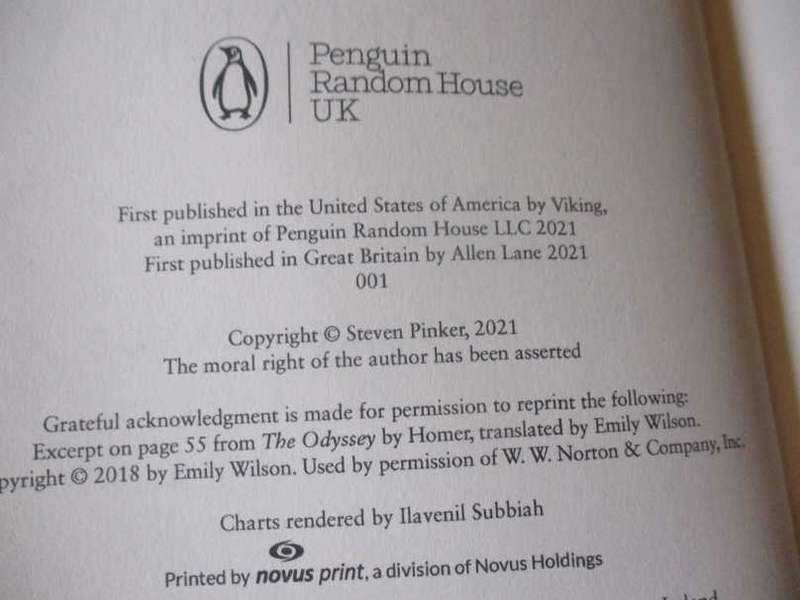 Penguin
Random House
UK
First published in the United States of America by Viking,
an imprint of Penguin Random House LLC 2021
First published in Great Britain by Allen Lane 2021
001
Copyright © Steven Pinker, 2021
The moral right of the author has been asserted
Grateful acknowledgment is made for permission to reprint the following:
Excerpt on page 55 from The Odyssey by Homer, translated by Emily Wilson.
pyright © 2018 by Emily Wilson. Used by permission of W. W. Norton & Company, Inc.
Charts rendered by Ilavenil Subbiah
Printed by novus print, a division of Novus Holdings